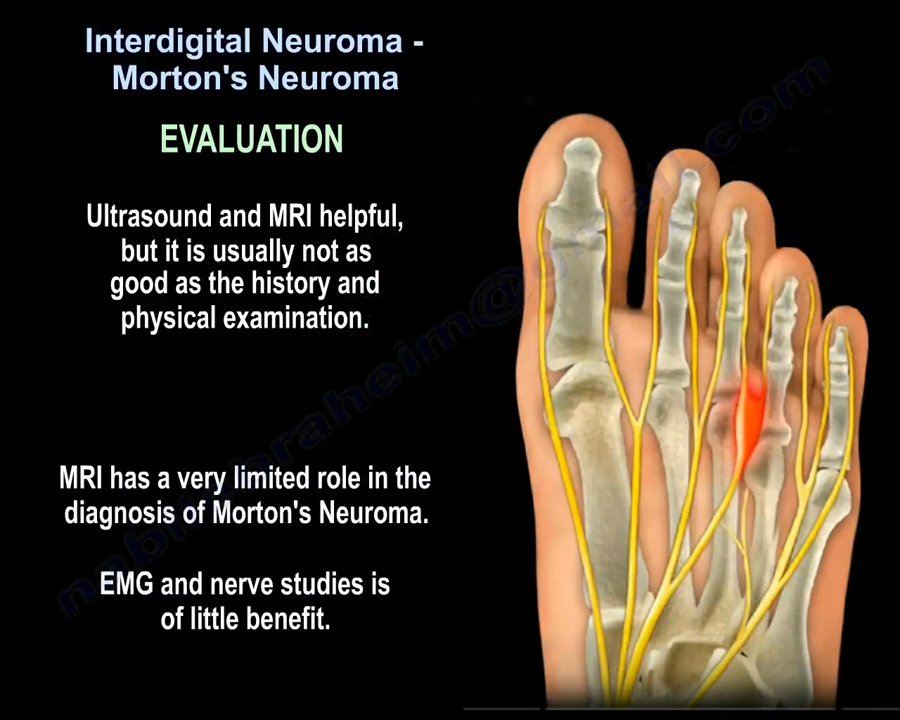 Interdigital Neuroma -
Morton's Neuroma
EVALUATION
Ultrasound and MRI helpful,
but it is usually not as
good as the history and
physical examination.
MRI has a very limited role in the
diagnosis of Morton's Neuroma.
EMG and nerve studies is
of little benefit.